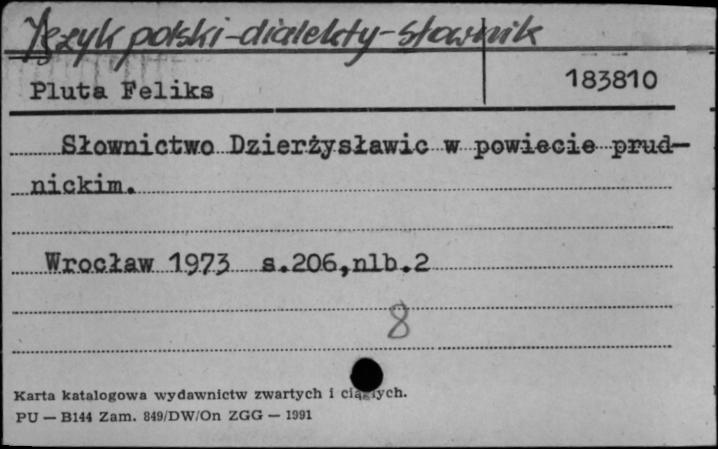 Język polski-dialekty-słownik
Pluta Feliks 183810
Słownictwo Dzierżysławic w powiecie prud-
nickim.
Wrocław 1973 s.206,nlb.2
8
Karta katalogowa wydawnictw zwartych i ciągłych.
PU — B144 Zam. 849/DW/On ZGG — 1991